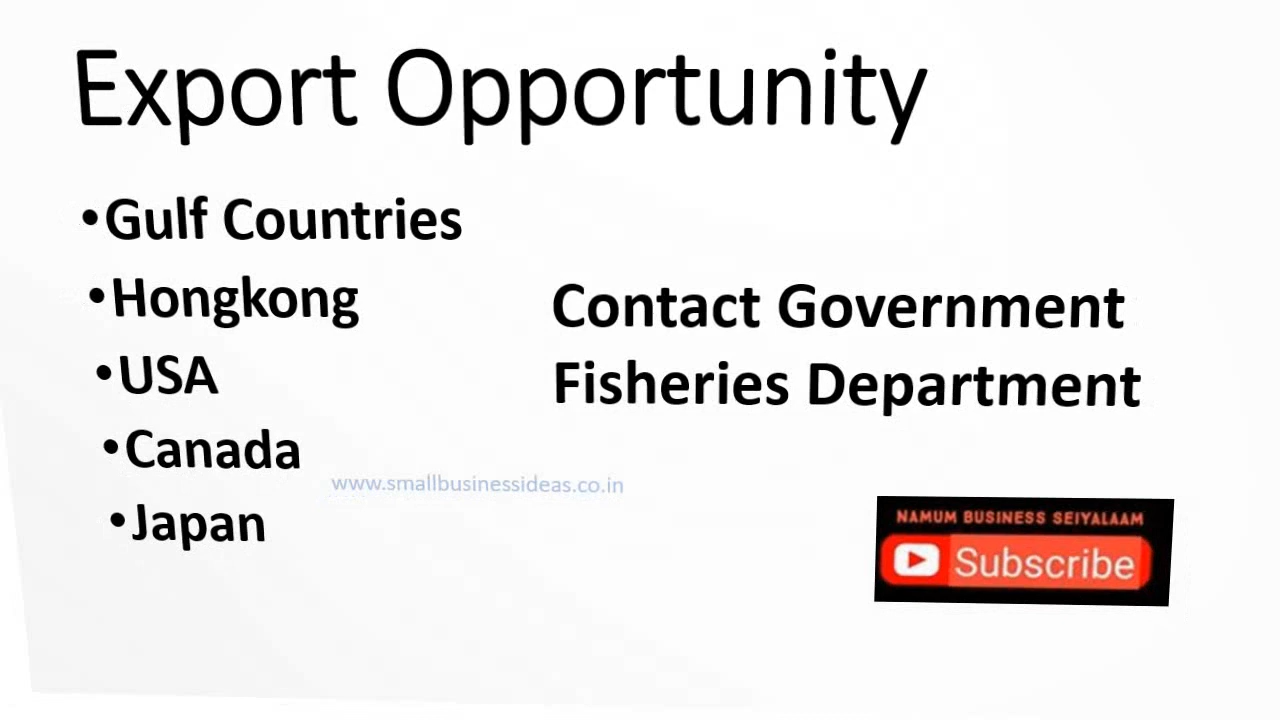 Export Opportunity
•Gulf Countries
•Hongkong
•USA
•Canada
•Japan
Contact Government
Fisheries Department
www.smallbusinessideas.co.in
NAMUM BUSINESS SEIYALAAM
Subscribe